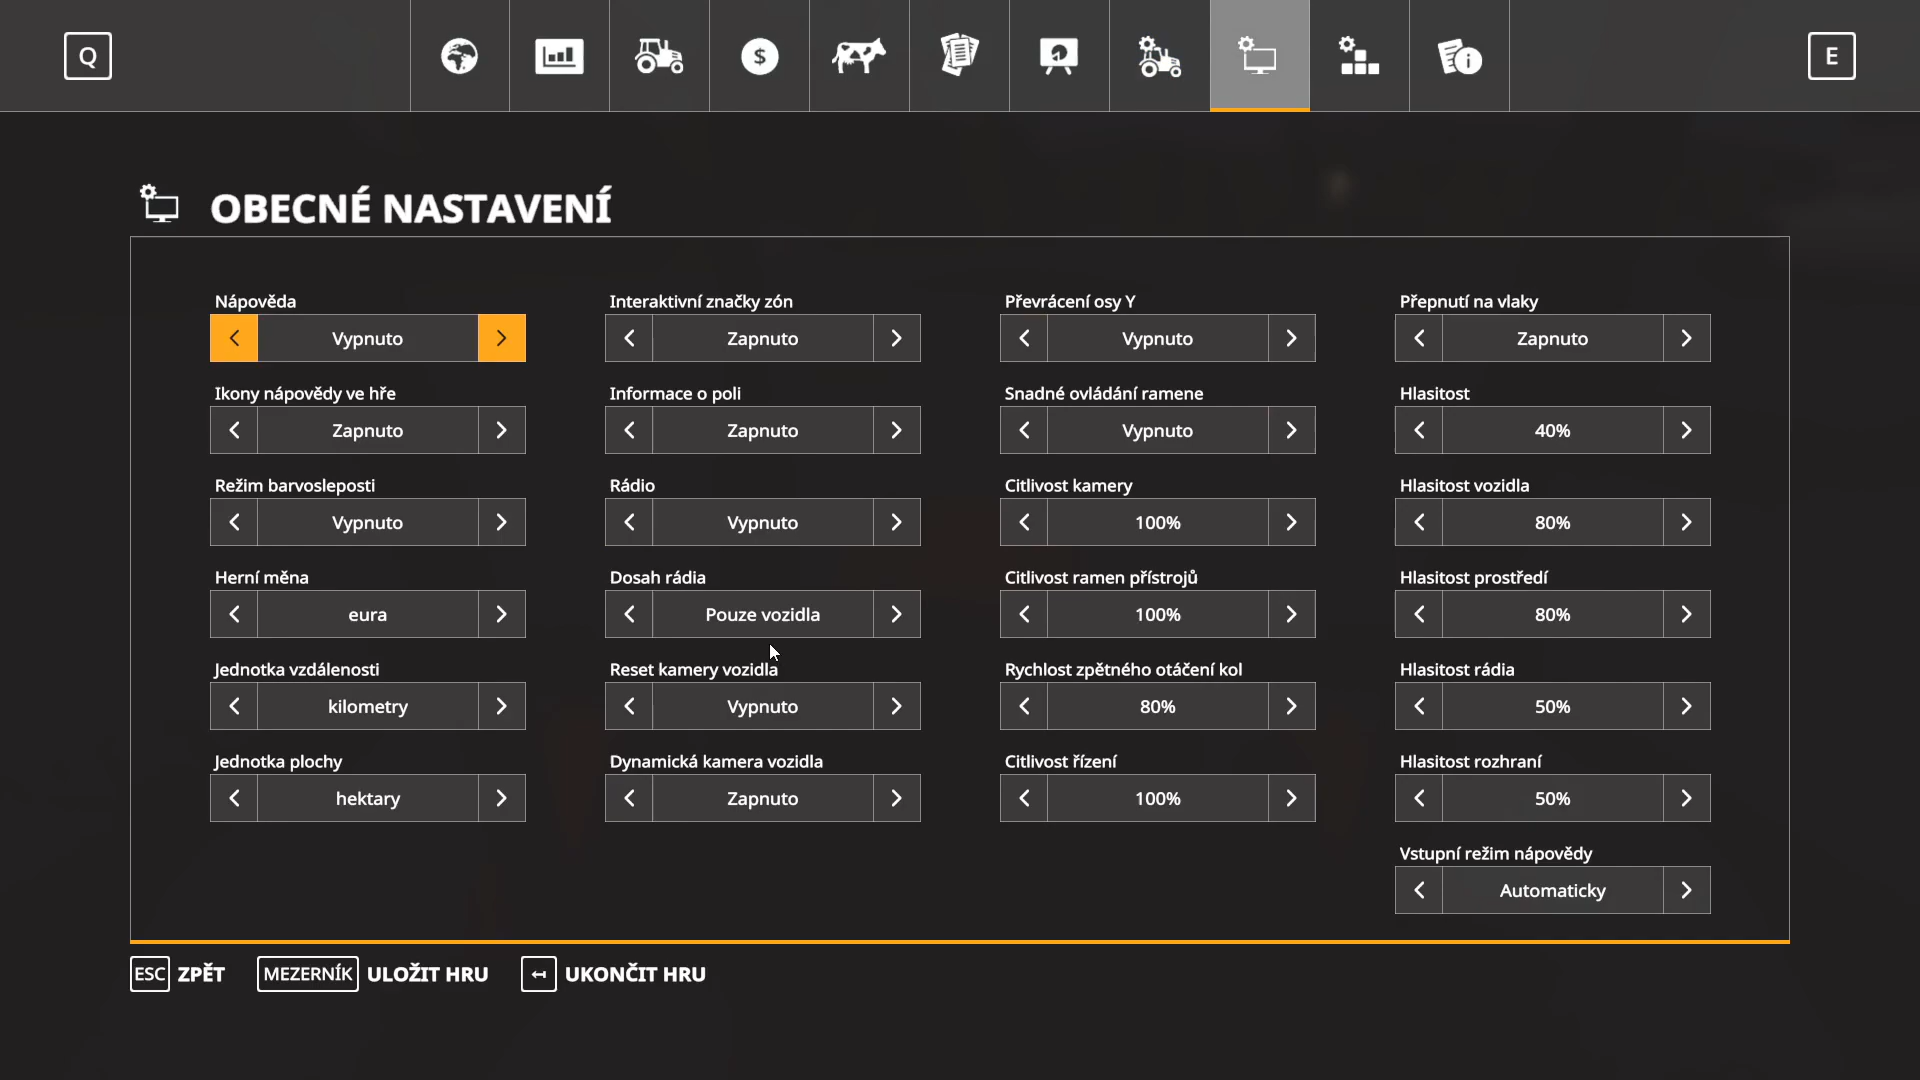 Q
E
OBECNÉ NASTAVENÍ
Nápověda
Vypnuto
Ikony nápovědy ve hře
Zapnuto
Režim barvosleposti
Vypnuto
Herní měna
eura
Jednotka vzdálenosti
kilometry
Jednotka plochy
hektary
Interaktivní značky zón
Zapnuto
Informace o poli
Zapnuto
Rádio
Vypnuto
Dosah rádia
Pouze vozidla
Reset kamery vozidla
Vypnuto
Dynamická kamera vozidla
Zapnuto
Převrácení osy Y
Vypnuto
Snadné ovládání ramene
Vypnuto
Citlivost kamery
100%
Citlivost ramen přístrojů
100%
Rychlost zpětného otáčení kol
80%
Citlivost řízení
100%
Přepnutí na vlaky
Zapnuto
Hlasitost
40%
Hlasitost vozidla
80%
Hlasitost prostředí
80%
Hlasitost rádia
50%
Hlasitost rozhraní
50%
Vstupní režim nápovědy
Automaticky
ESC ZPĚT MEZERNÍK ULOŽIT HRU ↤ UKONČIT HRU